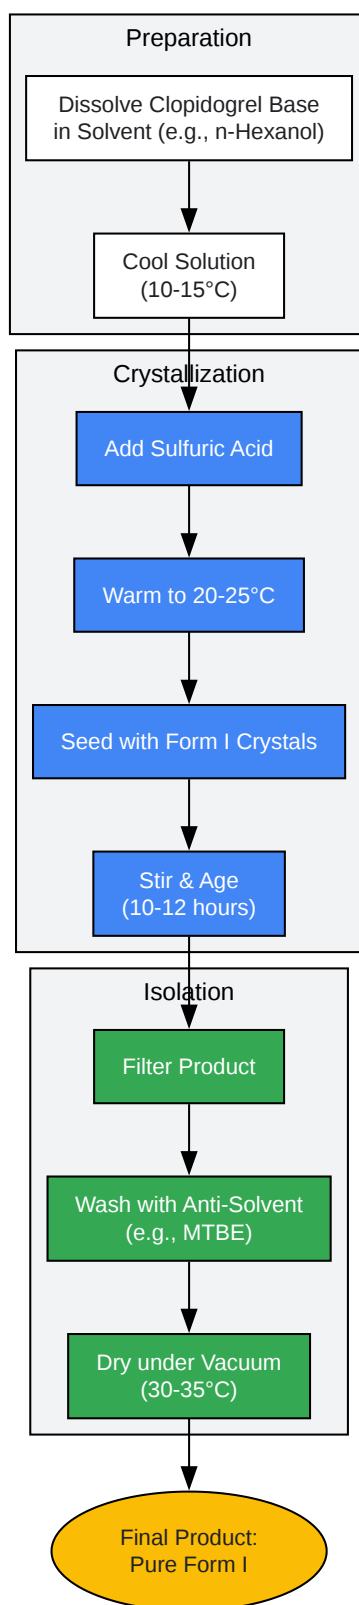 Preparation
Dissolve Clopidogrel Base
in Solvent (e.g., n-Hexanol)
Cool Solution
(10-15°C)
Crystallization
Add Sulfuric Acid
Warm to 20-25°C
Seed with Form I Crystals
Stir & Age
(10-12 hours)
Isolation
Filter Product
Wash with Anti-Solvent
(e.g., MTBE)
Dry under Vacuum
(30-35°C)
Final Product:
Pure Form I